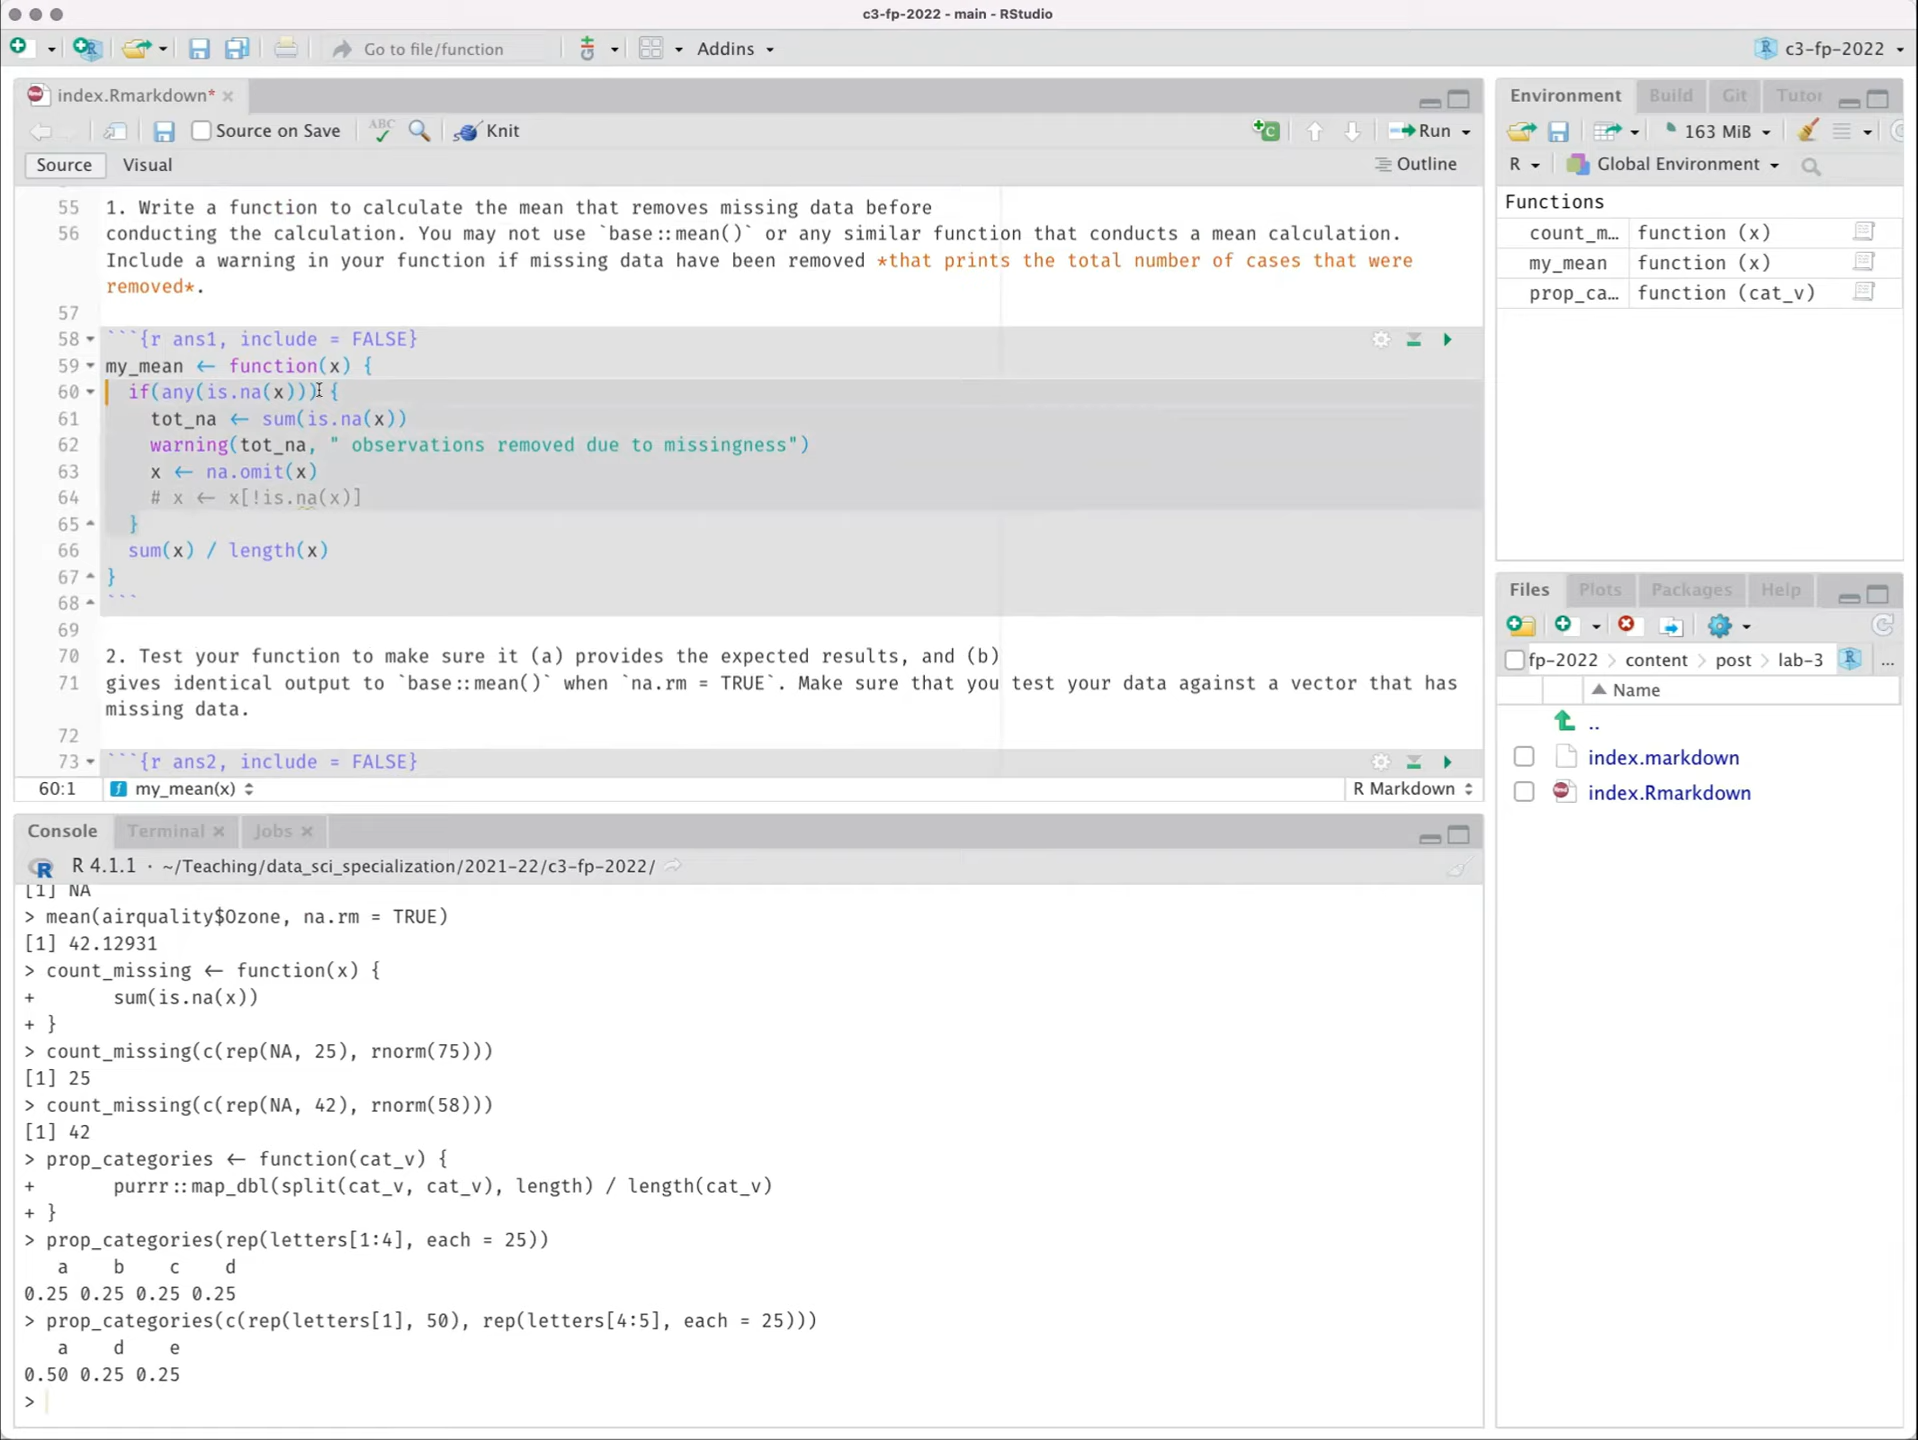 c3-fp-2022 - main - RStudio
Go to file/function
Addins
c3-fp-2022
index.Rmarkdown*
Source on Save
ABC
Knit
Run
Source
Visual
Outline
55 1. Write a function to calculate the mean that removes missing data before
56 conducting the calculation. You may not use `base::mean()` or any similar function that conducts a mean calculation.
Include a warning in your function if missing data have been removed *that prints the total number of cases that were
removed*.
57
58 ```{r ans1, include = FALSE}
59 my_mean <- function(x) {
60 if(any(is.na(x))) {
61 tot_na <- sum(is.na(x))
62 warning(tot_na, " observations removed due to missingness")
63 x <- na.omit(x)
64 # x <- x[!is.na(x)]
65 }
66 sum(x) / length(x)
67 }
68 ```
69
70 2. Test your function to make sure it (a) provides the expected results, and (b)
71 gives identical output to `base::mean()` when `na.rm = TRUE`. Make sure that you test your data against a vector that has
missing data.
72
73 ```{r ans2, include = FALSE}
60:1
my_mean(x)
R Markdown
Console
Terminal
Jobs
R 4.1.1 · ~/Teaching/data_sci_specialization/2021-22/c3-fp-2022/
[1] NA
> mean(airquality$Ozone, na.rm = TRUE)
[1] 42.12931
> count_missing <- function(x) {
+ sum(is.na(x))
+ }
> count_missing(c(rep(NA, 25), rnorm(75)))
[1] 25
> count_missing(c(rep(NA, 42), rnorm(58)))
[1] 42
> prop_categories <- function(cat_v) {
+ purrr::map_dbl(split(cat_v, cat_v), length) / length(cat_v)
+ }
> prop_categories(rep(letters[1:4], each = 25))
a b c d
0.25 0.25 0.25 0.25
> prop_categories(c(rep(letters[1], 50), rep(letters[4:5], each = 25)))
a d e
0.50 0.25 0.25
>
Environment
Build
Git
Tutor
163 MiB
R
Global Environment
Functions
count_m… function (x)
my_mean function (x)
prop_ca… function (cat_v)
Files
Plots
Packages
Help
fp-2022 > content > post > lab-3
...
Name
..
index.markdown
index.Rmarkdown